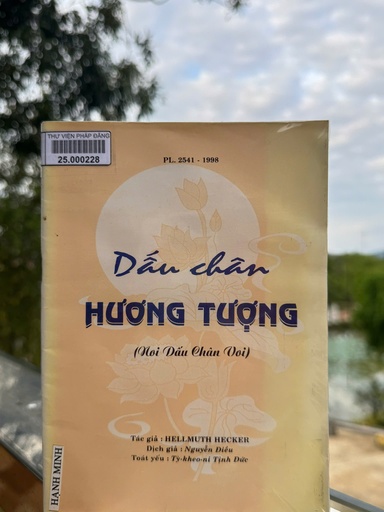 THƯ VIỆN PHÁP ĐĂNG
25.000228
PL. 2541 - 1998
Dấu chân
HƯƠNG TƯỢNG
(Noi Dấu Chân Voi)
Tác giả : HELLMUTH HECKER
Dịch giả : Nguyễn Điều
Toát yếu : Tỳ-kheo-ni Tịnh Đức
HẠNH MINH